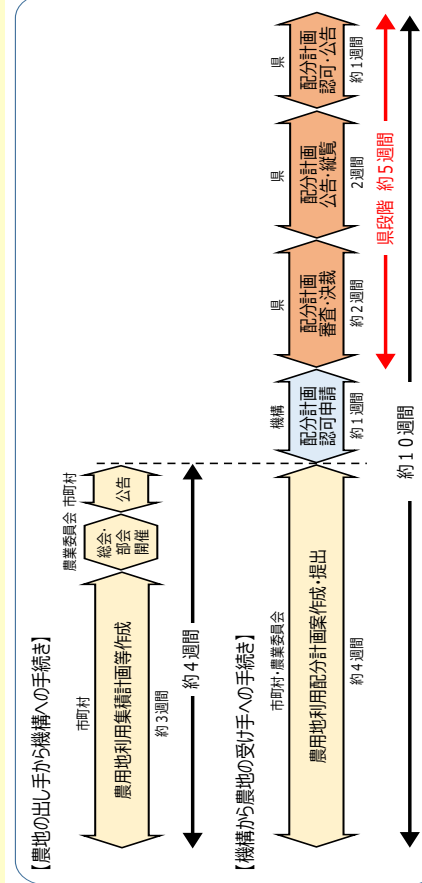 【農地の出し手から機構への手続き】
市町村
農業委員会
市町村
農用地利用集積計画等作成
総会・
部会
開催
公告
約３週間
約４週間
【機構から農地の受け手への手続き】
市町村・農業委員会
機構
県
県
県
農用地利用配分計画案作成・提出
配分計画
認可申請
配分計画
審査・決裁
配分計画
公告・縦覧
配分計画
認可・公告
約４週間
約１週間
約２週間
２週間
約１週間
県段階 約５週間
約１０週間